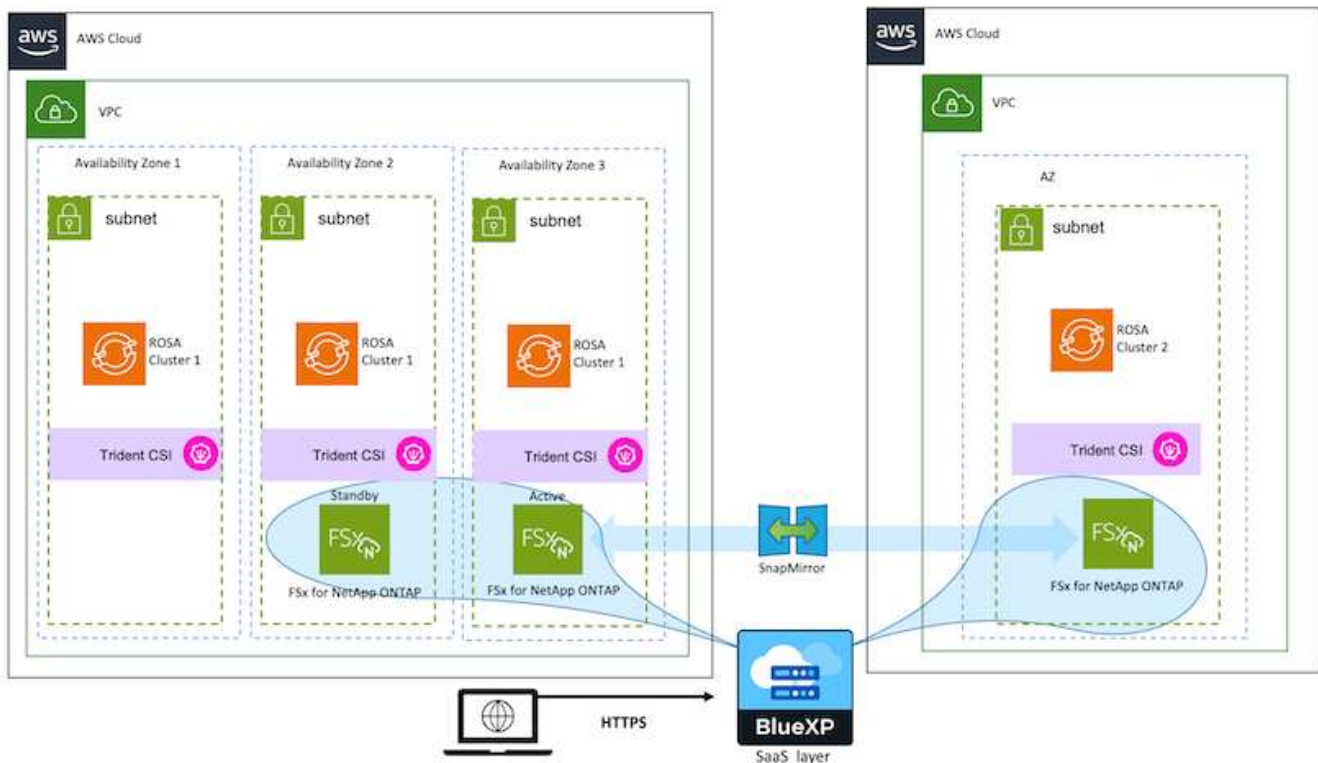 aws
AWS Cloud
VPC
Availability Zone 1
Availability Zone 2
Availability Zone 3
subnet
subnet
subnet
ROSA
Cluster 1
ROSA
Cluster 1
ROSA
Cluster 1
Trident CSI
Trident CSI
Trident CSI
Standby
Active
FSx N
FSx N
FSx for NetApp ONTAP
FSx for NetApp ONTAP
SnapMirror
aws
AWS Cloud
VPC
AZ
subnet
ROSA
Cluster 2
Trident CSI
FSx N
FSx for NetApp ONTAP
HTTPS
BlueXP
SaaS layer